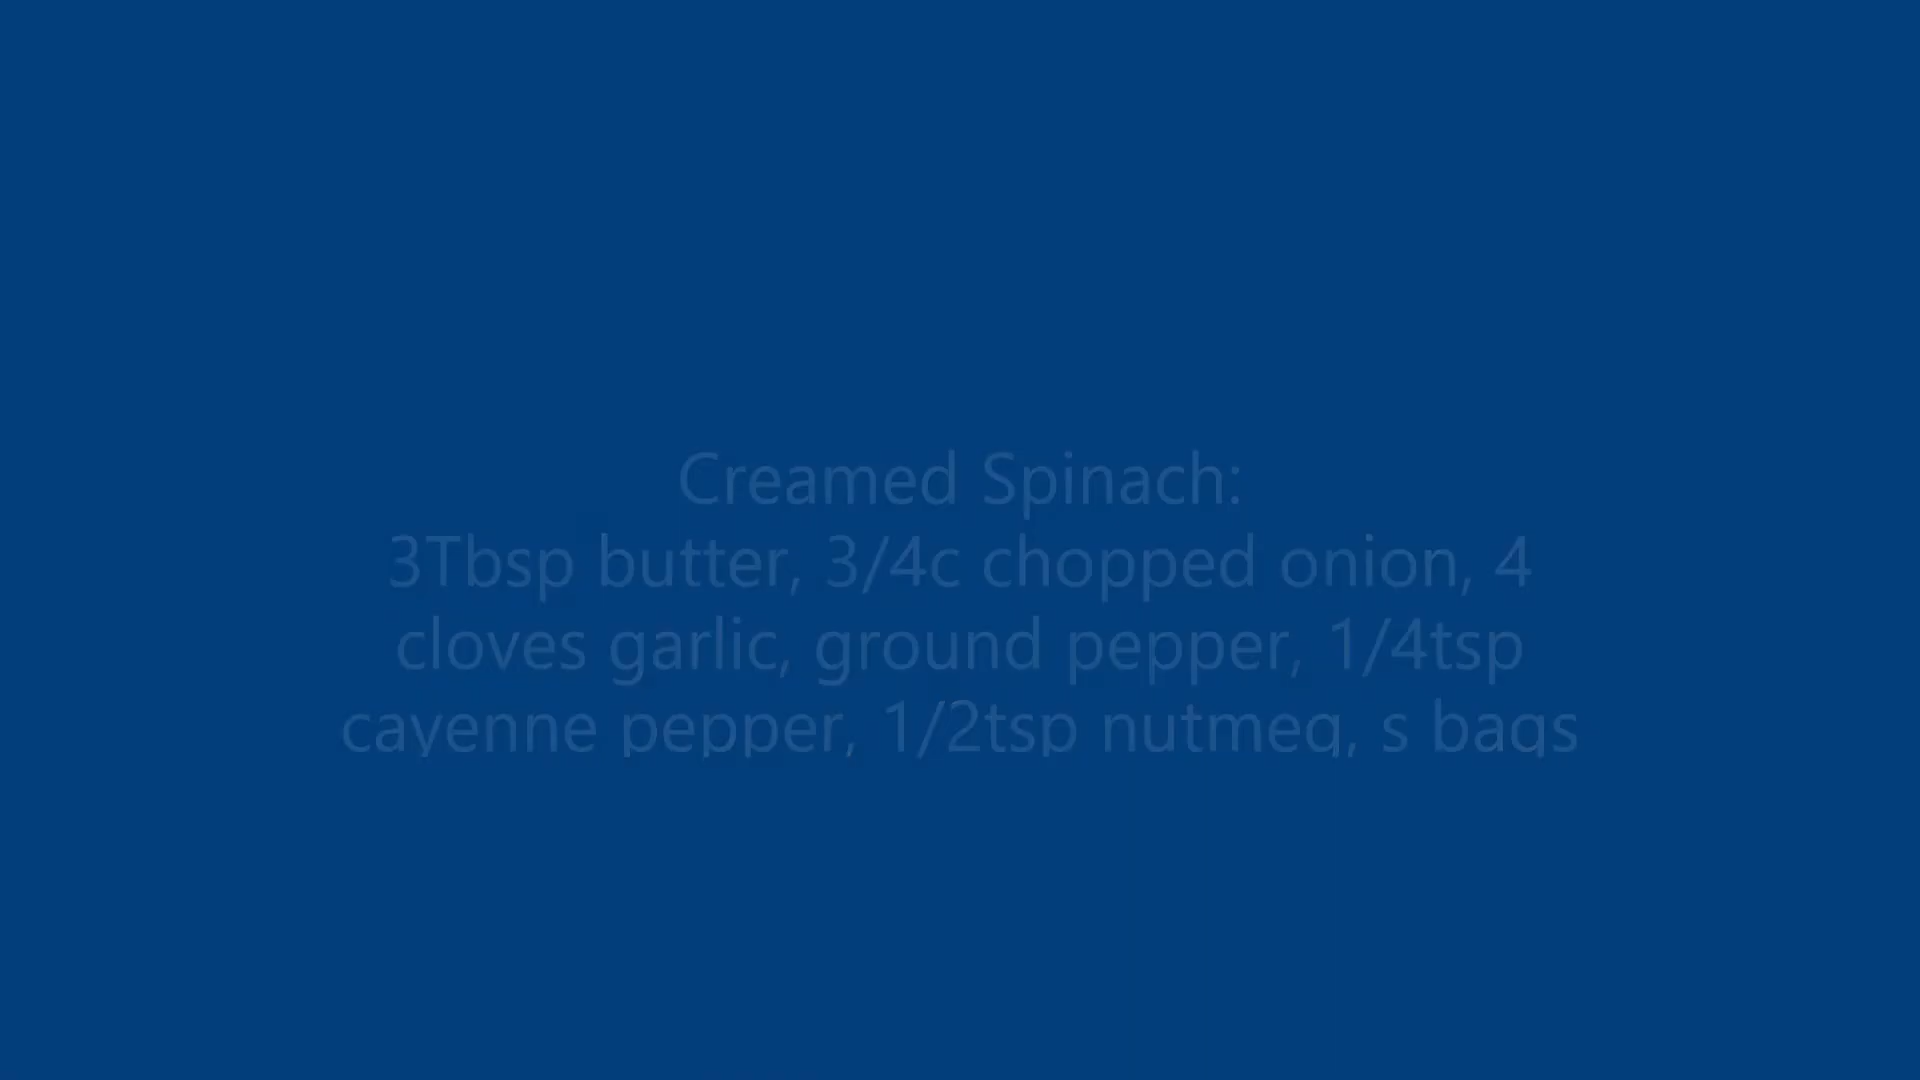 Creamed Spinach:
3Tbsp butter, 3/4c chopped onion, 4
cloves garlic, ground pepper, 1/4tsp
cayenne pepper, 1/2tsp nutmeg, s bags